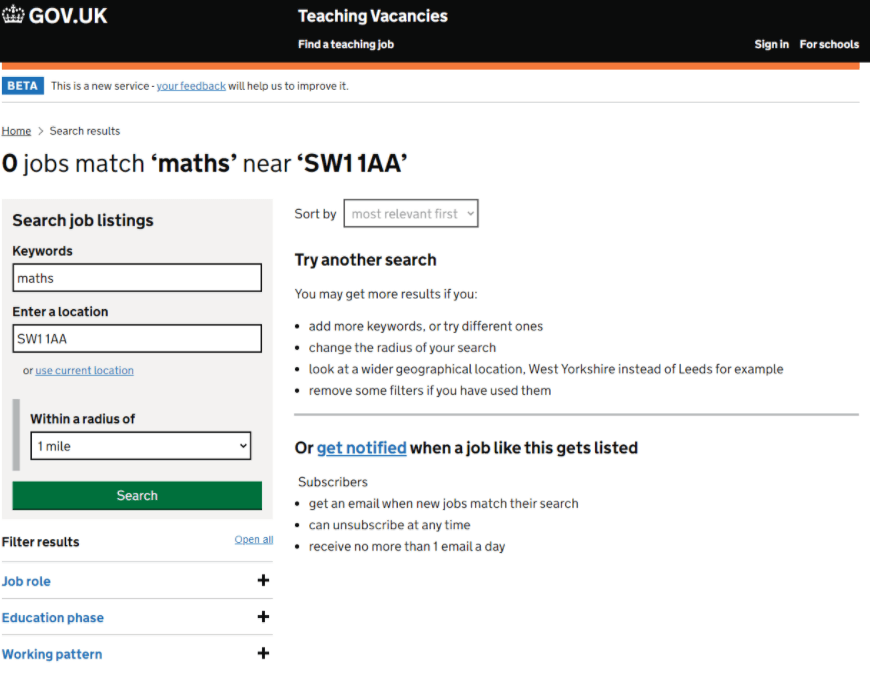 GOV.UK
Teaching Vacancies
Find a teaching job
Sign in For schools
BETA This is a new service - your feedback will help us to improve it.
Home > Search results
0 jobs match ‘maths’ near ‘SW1 1AA’
Search job listings
Keywords
maths
Enter a location
SW1 1AA
or use current location
Within a radius of
1 mile
Search
Filter results Open all
Job role +
Education phase +
Working pattern +
Sort by most relevant first
Try another search
You may get more results if you:
• add more keywords, or try different ones
• change the radius of your search
• look at a wider geographical location, West Yorkshire instead of Leeds for example
• remove some filters if you have used them
Or get notified when a job like this gets listed
Subscribers
• get an email when new jobs match their search
• can unsubscribe at any time
• receive no more than 1 email a day